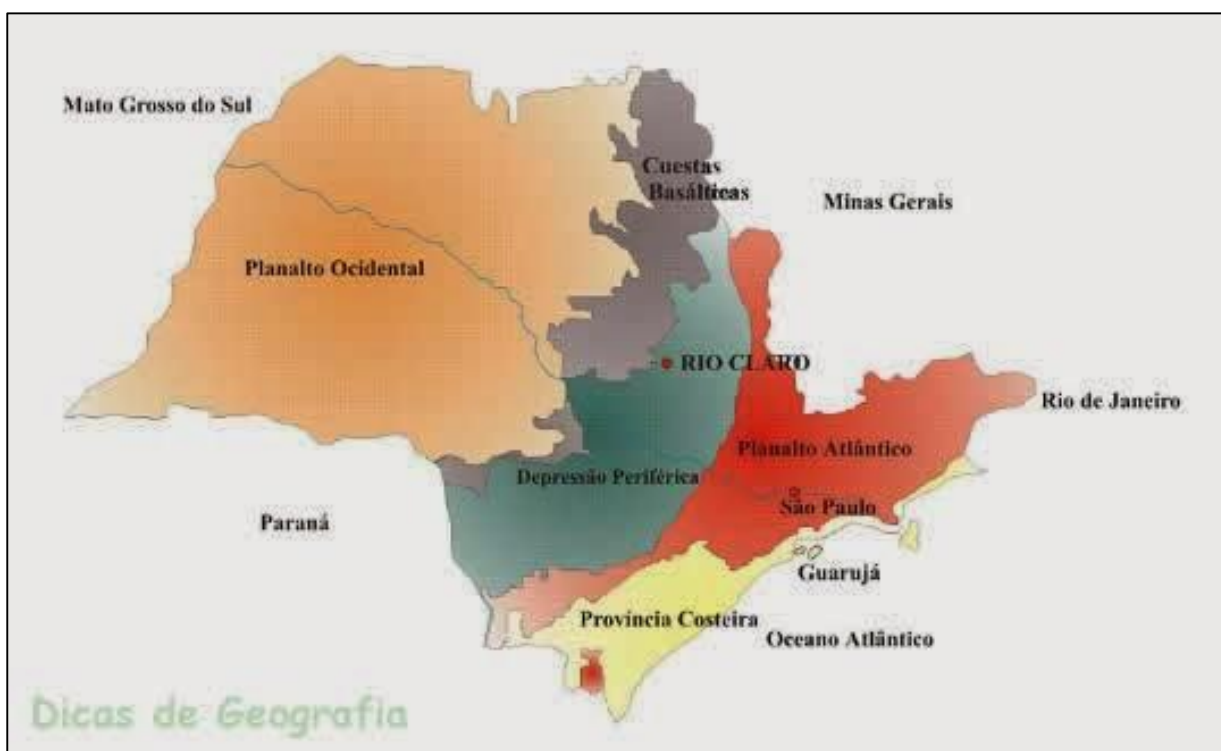 Mato Grosso do Sul
Cuestas
Basálticas
Minas Gerais
Planalto Ocidental
RIO CLARO
Rio de Janeiro
Planalto Atlântico
Depressão Periférica
São Paulo
Paraná
Guarujá
Província Costeira
Oceano Atlântico
Dicas de Geografia